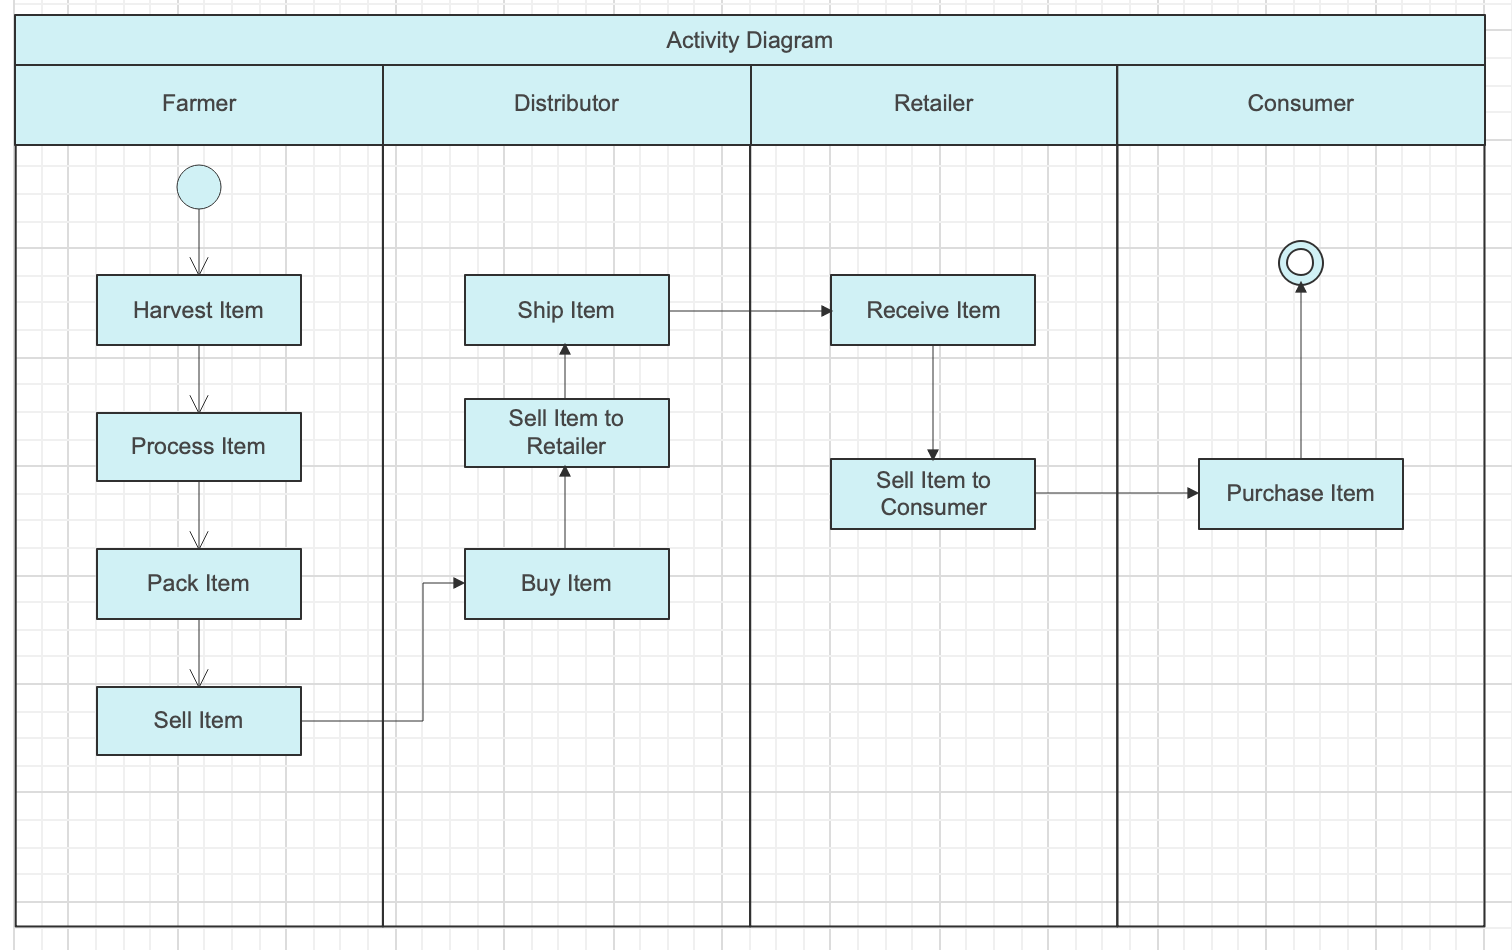 Activity Diagram
Farmer
Distributor
Retailer
Consumer
Harvest Item
Process Item
Pack Item
Sell Item
Buy Item
Sell Item to
Retailer
Ship Item
Receive Item
Sell Item to
Consumer
Purchase Item